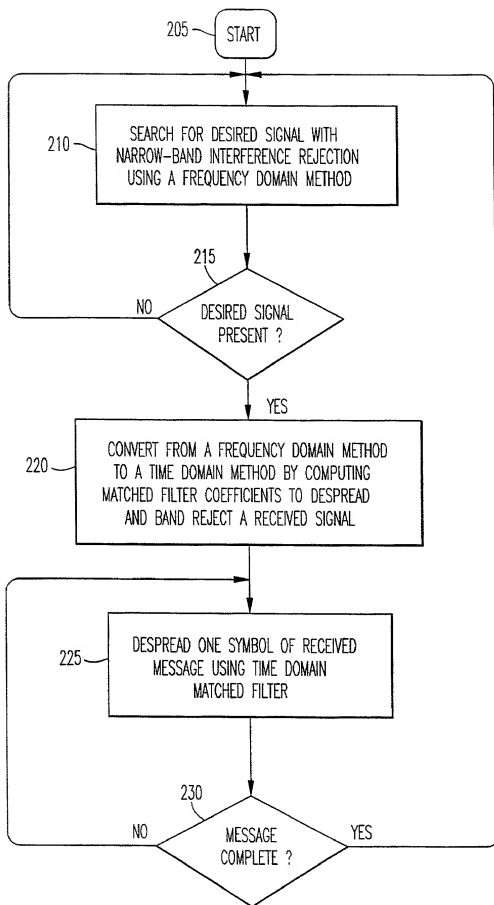 205
START
210
SEARCH FOR DESIRED SIGNAL WITH
NARROW-BAND INTERFERENCE REJECTION
USING A FREQUENCY DOMAIN METHOD
215
NO
DESIRED SIGNAL
PRESENT ?
YES
220
CONVERT FROM A FREQUENCY DOMAIN METHOD
TO A TIME DOMAIN METHOD BY COMPUTING
MATCHED FILTER COEFFICIENTS TO DESPREAD
AND BAND REJECT A RECEIVED SIGNAL
225
DESPREAD ONE SYMBOL OF RECEIVED
MESSAGE USING TIME DOMAIN
MATCHED FILTER
230
NO
YES
MESSAGE
COMPLETE ?